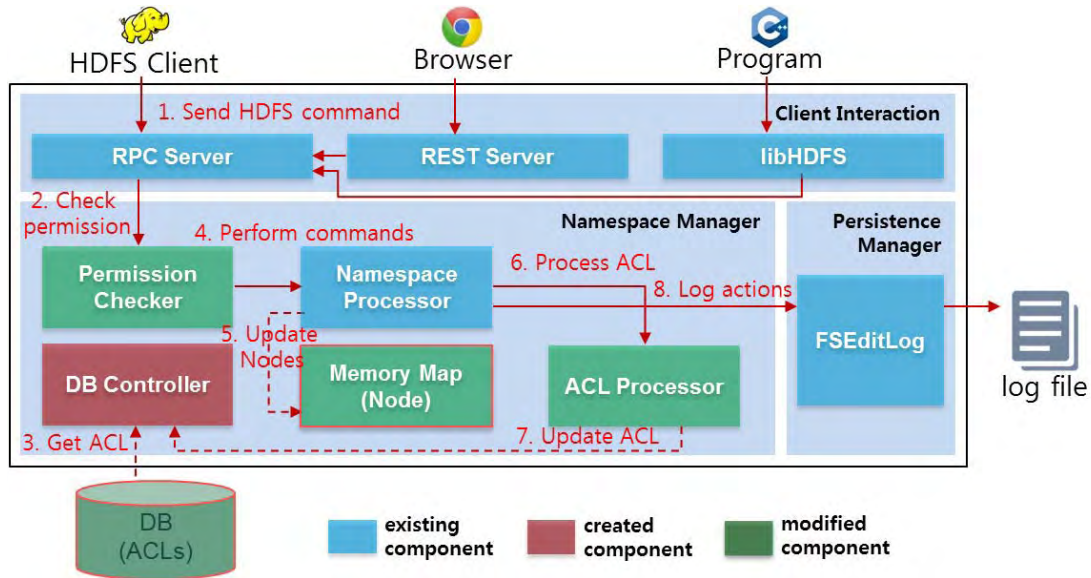 HDFS Client
Browser
Program
1. Send HDFS command
Client Interaction
RPC Server
REST Server
libHDFS
2. Check
permission
Namespace Manager
Persistence
Manager
4. Perform commands
Permission
Checker
Namespace
Processor
6. Process ACL
8. Log actions
FSEditLog
5. Update
Nodes
DB Controller
Memory Map
(Node)
ACL Processor
log file
3. Get ACL
7. Update ACL
DB
(ACLs)
existing
component
created
component
modified
component